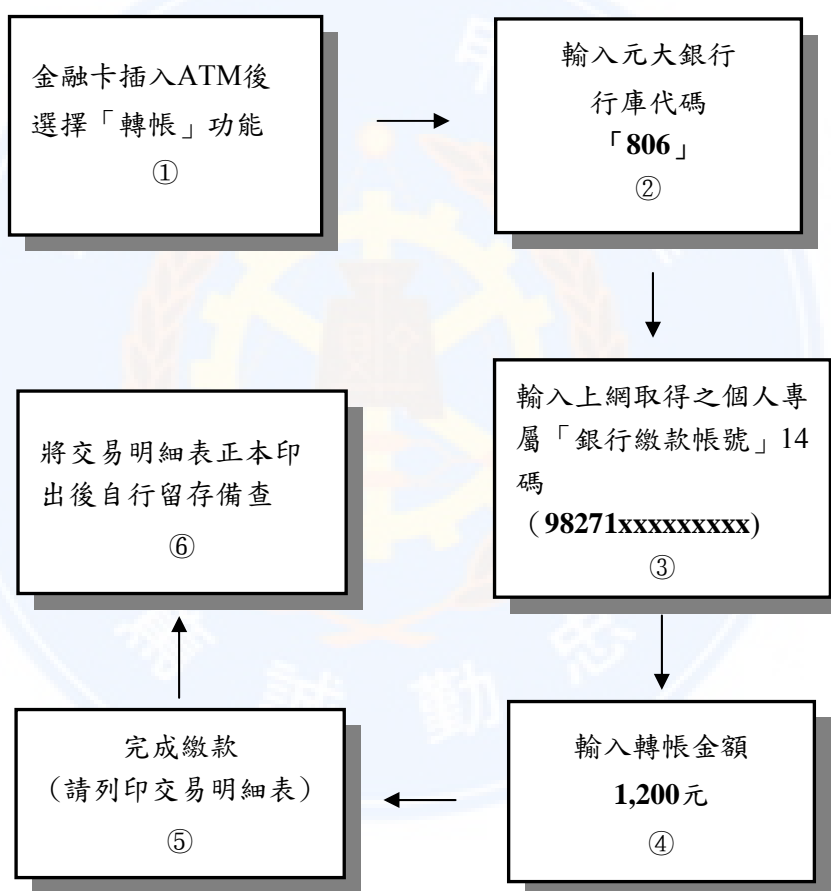 金融卡插入ATM後
選擇「轉帳」功能
①
輸入元大銀行
行庫代碼
「806」
②
輸入上網取得之個人專
屬「銀行繳款帳號」14
碼
（98271xxxxxxxxx)
③
輸入轉帳金額
1,200元
④
完成繳款
（請列印交易明細表）
⑤
將交易明細表正本印
出後自行留存備查
⑥
誠
勤